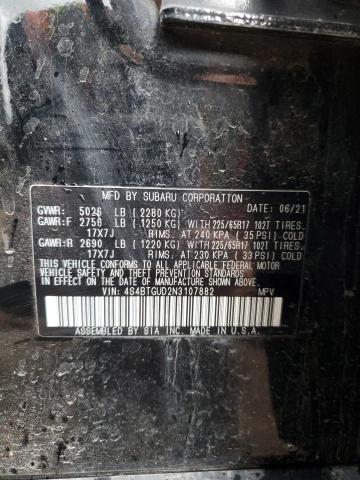 MFD BY SUBARU CORPORATION
GVWR: 5026 LB ( 2280 KG) DATE: 06/21
GAWR:F 2756 LB ( 1250 KG) WITH 225/65R17 102T TIRES.
17X7J RIMS. AT 240 KPA ( 35 PSI) COLD
GAWR:R 2690 LB ( 1220 KG) WITH 225/65R17 102T TIRES.
17X7J RIMS. AT 230 KPA ( 33 PSI) COLD
THIS VEHICLE CONFORMS TO ALL APPLICABLE FEDERAL MOTOR
VEHICLE SAFETY STANDARDS IN EFFECT ON THE DATE OF
MANUFACTURE SHOWN ABOVE.
VIN: 4S4BTGUD2N3107882 MPV
ASSEMBLED BY SIA INC. MADE IN U.S.A.